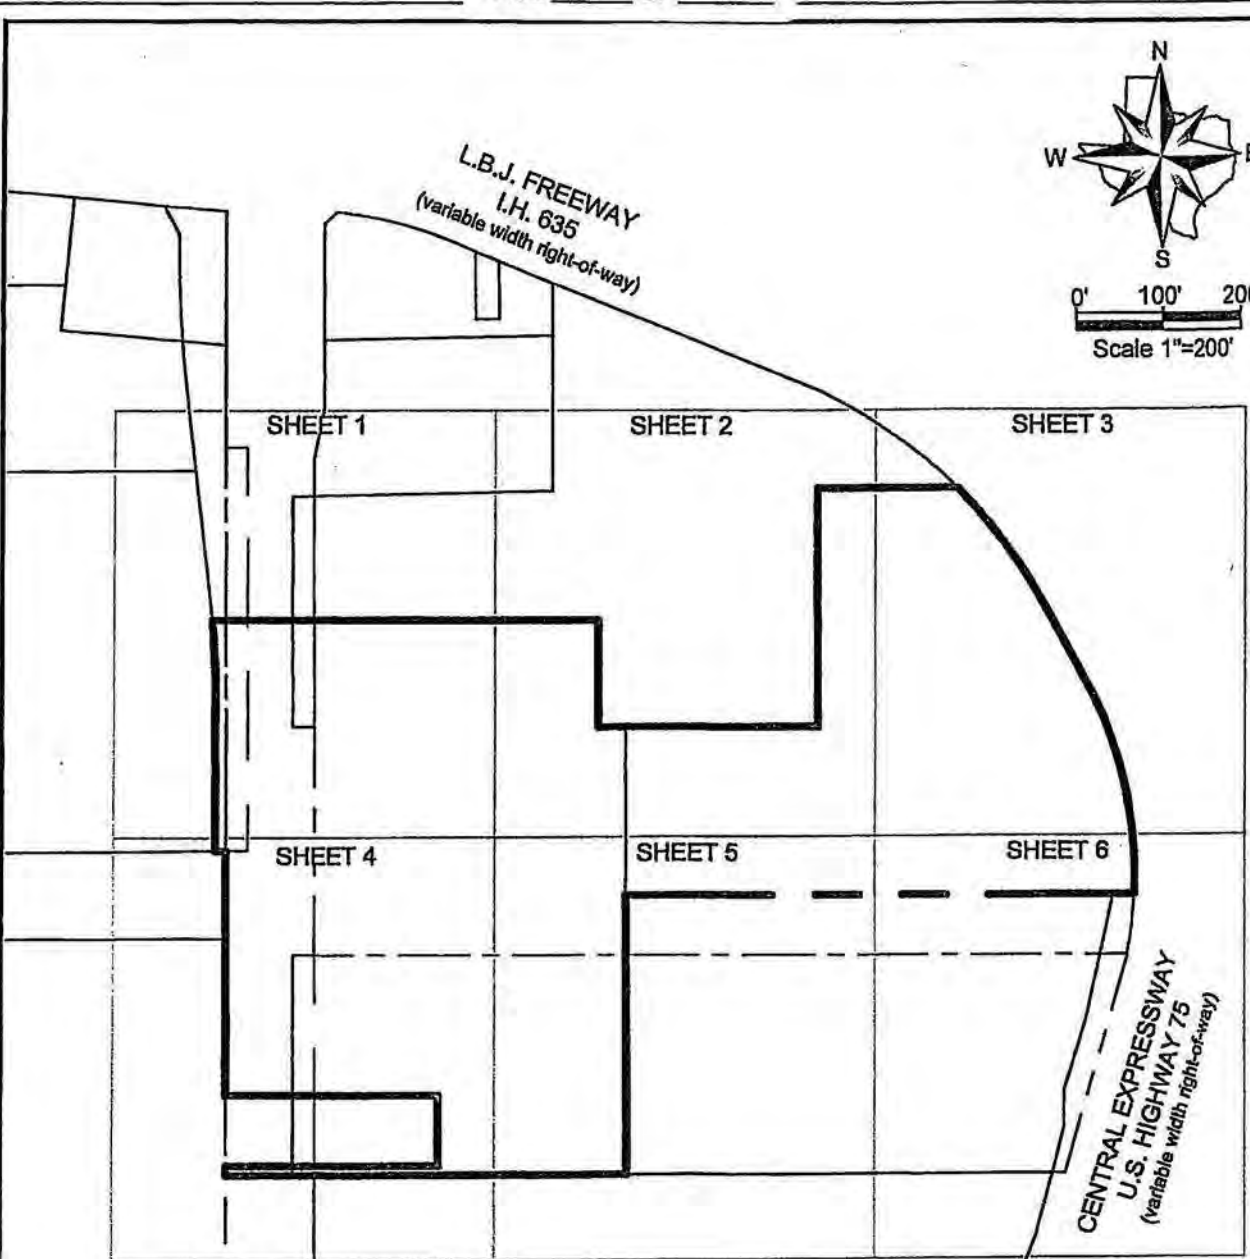 N
W
S
L.B.J. FREEWAY
I.H. 635
(variable width right-of-way)
0' 100'
Scale 1"=200'
SHEET 1
SHEET 2
SHEET 3
SHEET 4
SHEET 5
SHEET 6
CENTRAL EXPRESSWAY
U.S. HIGHWAY 75
(variable width right-of-way)